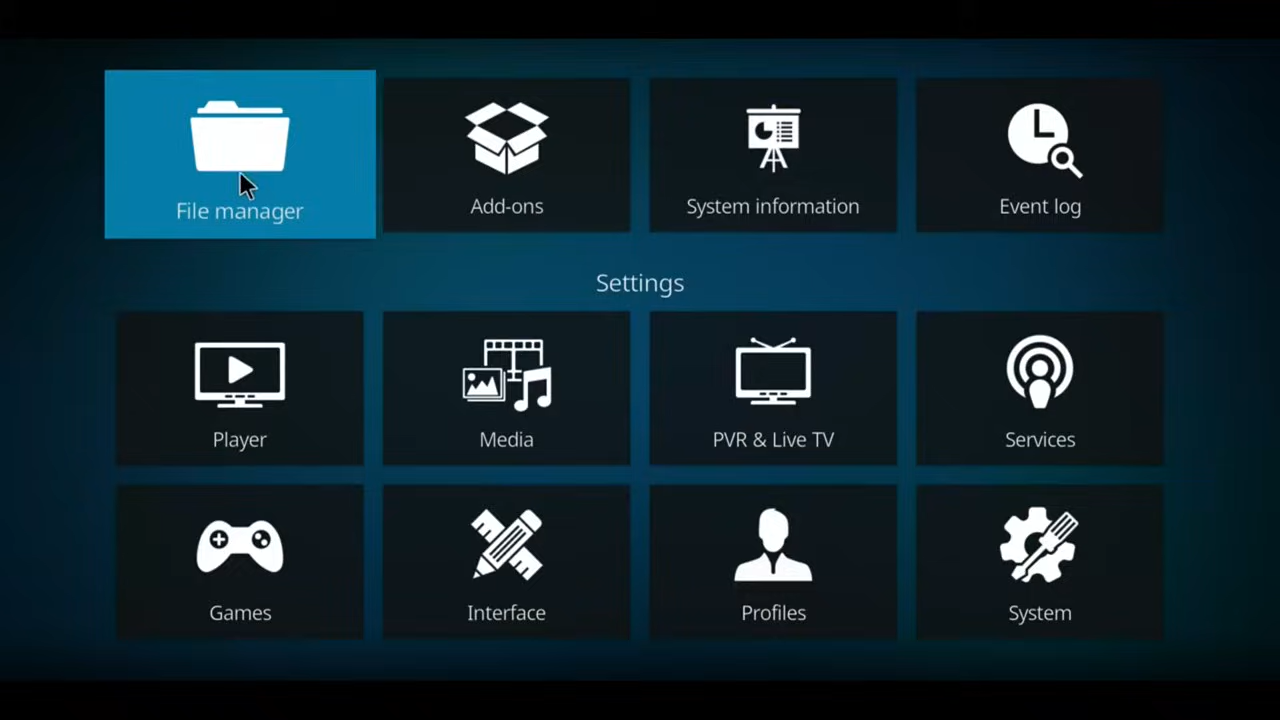 File manager
Add-ons
System information
Event log
Settings
Player
Media
PVR & Live TV
Services
Games
Interface
Profiles
System